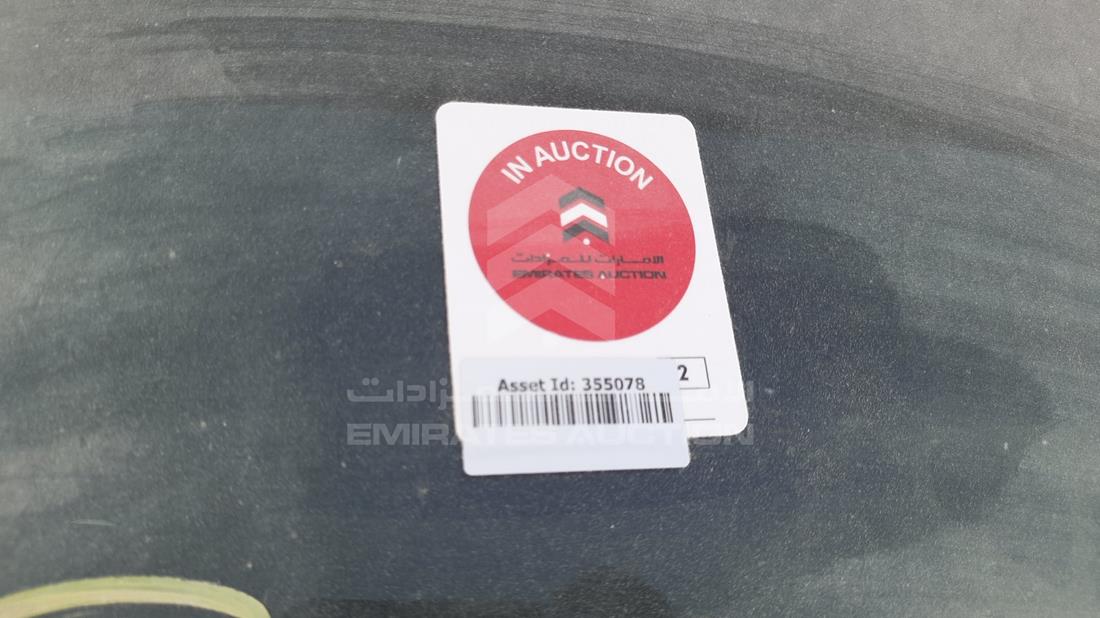 IN AUCTION
الامارات للمزادات
EMIRATES AUCTION
2
Asset Id: 355078
الامارات للمزادات
EMIRATES AUCTION